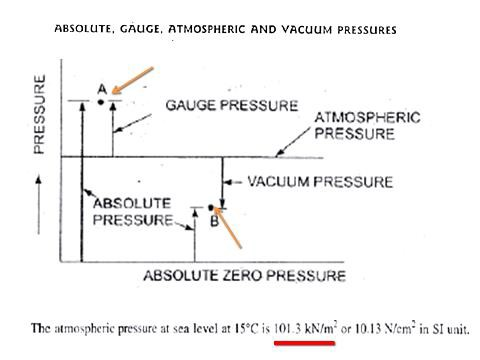 ABSOLUTE, GAUGE, ATMOSPHERIC AND VACUUM PRESSURES
A
GAUGE PRESSURE
ATMOSPHERIC
PRESSURE
PRESSURE
VACUUM PRESSURE
ABSOLUTE
PRESSURE
B
ABSOLUTE ZERO PRESSURE
The atmospheric pressure at sea level at 15°C is 101.3 kN/m² or 10.13 N/cm² in SI unit.